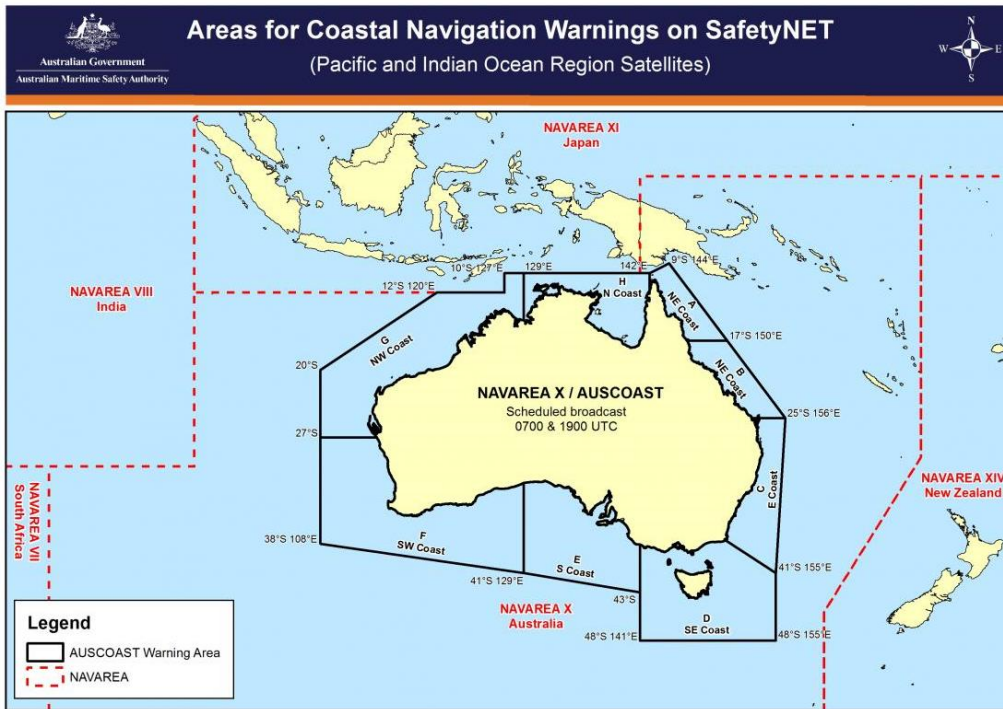 Areas for Coastal Navigation Warnings on SafetyNET
(Pacific and Indian Ocean Region Satellites)
Australian Government
Australian Maritime Safety Authority
N
W
E
S
NAVAREA XI
Japan
NAVAREA VIII
India
10°S 127°E
129°E
142°E
9°S 144°E
12°S 120°E
H
N Coast
A
NE Coast
G
NW Coast
17°S 150°E
B
NE Coast
20°S
NAVAREA X / AUSCOAST
Scheduled broadcast
0700 & 1900 UTC
25°S 156°E
27°S
C
E Coast
NAVAREA VII
South Africa
NAVAREA XIV
New Zealand
38°S 108°E
F
SW Coast
41°S 129°E
E
S Coast
41°S 155°E
43°S
NAVAREA X
Australia
D
SE Coast
48°S 141°E
48°S 155°E
Legend
AUSCOAST Warning Area
NAVAREA